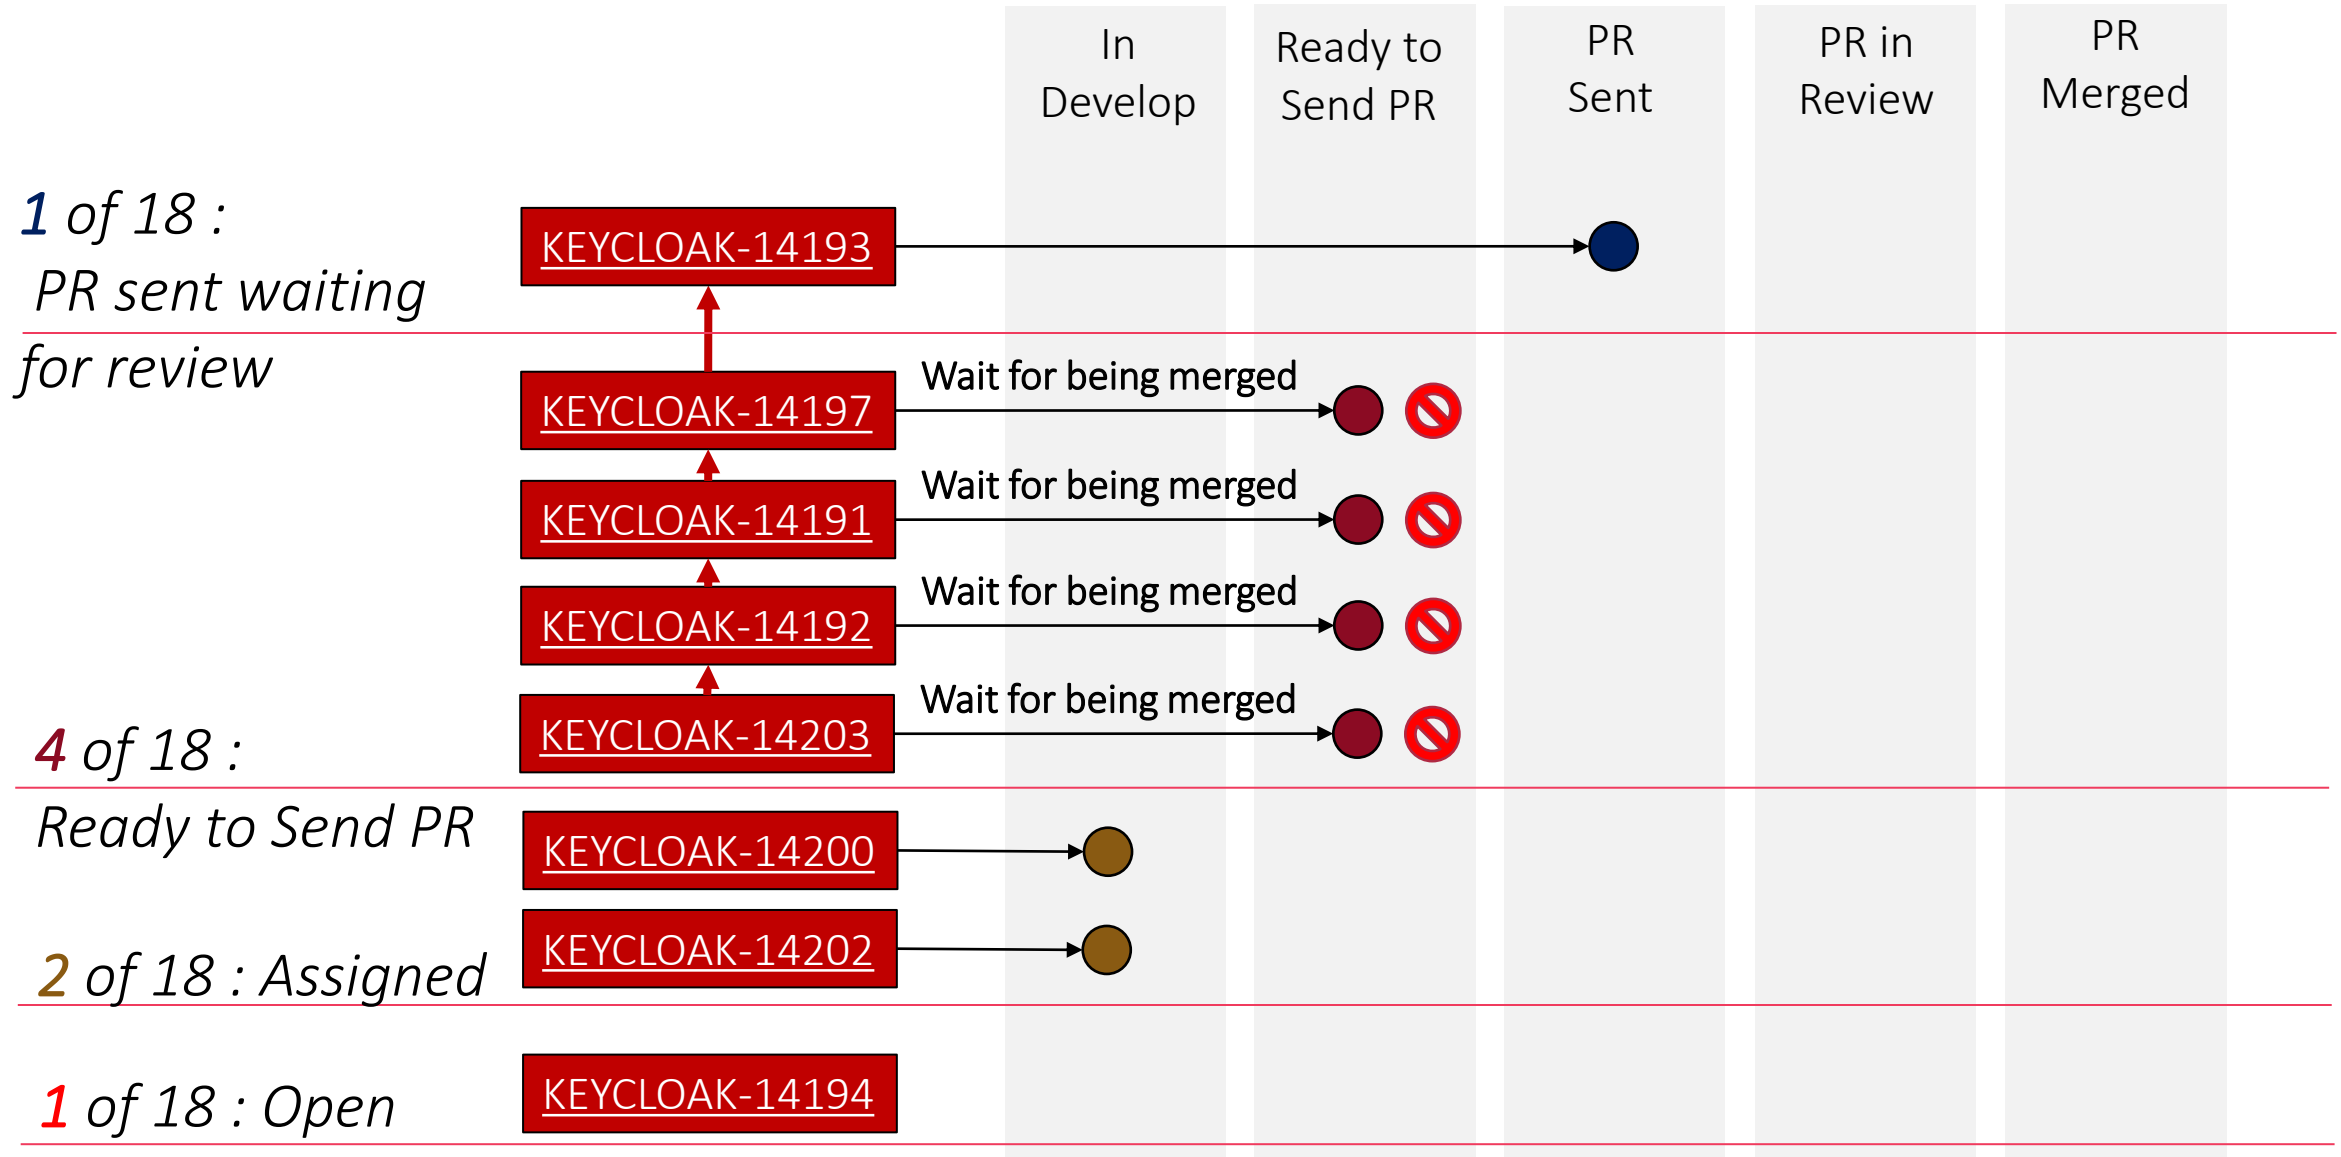 In
Develop
Ready to
Send PR
PR
Sent
PR in
Review
PR
Merged
1 of 18 :
PR sent waiting
for review
KEYCLOAK-14193
KEYCLOAK-14197
Wait for being merged
KEYCLOAK-14191
Wait for being merged
KEYCLOAK-14192
Wait for being merged
KEYCLOAK-14203
Wait for being merged
4 of 18 :
Ready to Send PR
KEYCLOAK-14200
KEYCLOAK-14202
2 of 18 : Assigned
KEYCLOAK-14194
1 of 18 : Open